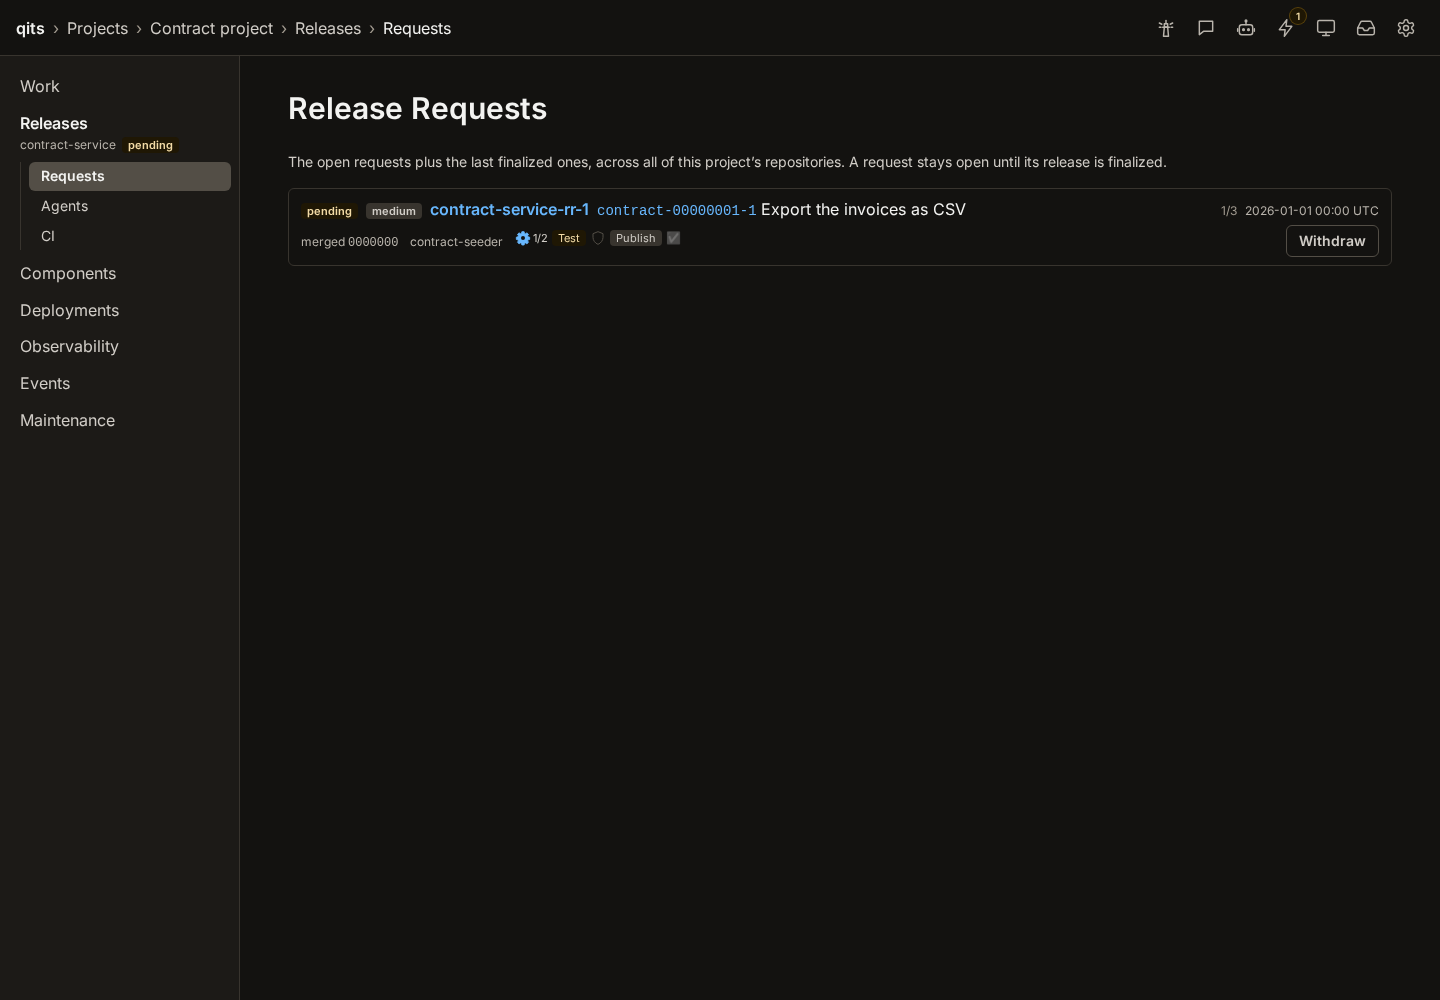 qits › Projects › Contract project › Releases › Requests
1
Work
Releases
contract-service pending
Requests
Agents
CI
Components
Deployments
Observability
Events
Maintenance
Release Requests
The open requests plus the last finalized ones, across all of this project’s repositories. A request stays open until its release is finalized.
pending medium contract-service-rr-1 contract-00000001-1 Export the invoices as CSV 1/3 2026-01-01 00:00 UTC
merged 0000000 contract-seeder 1/2 Test Publish
Withdraw